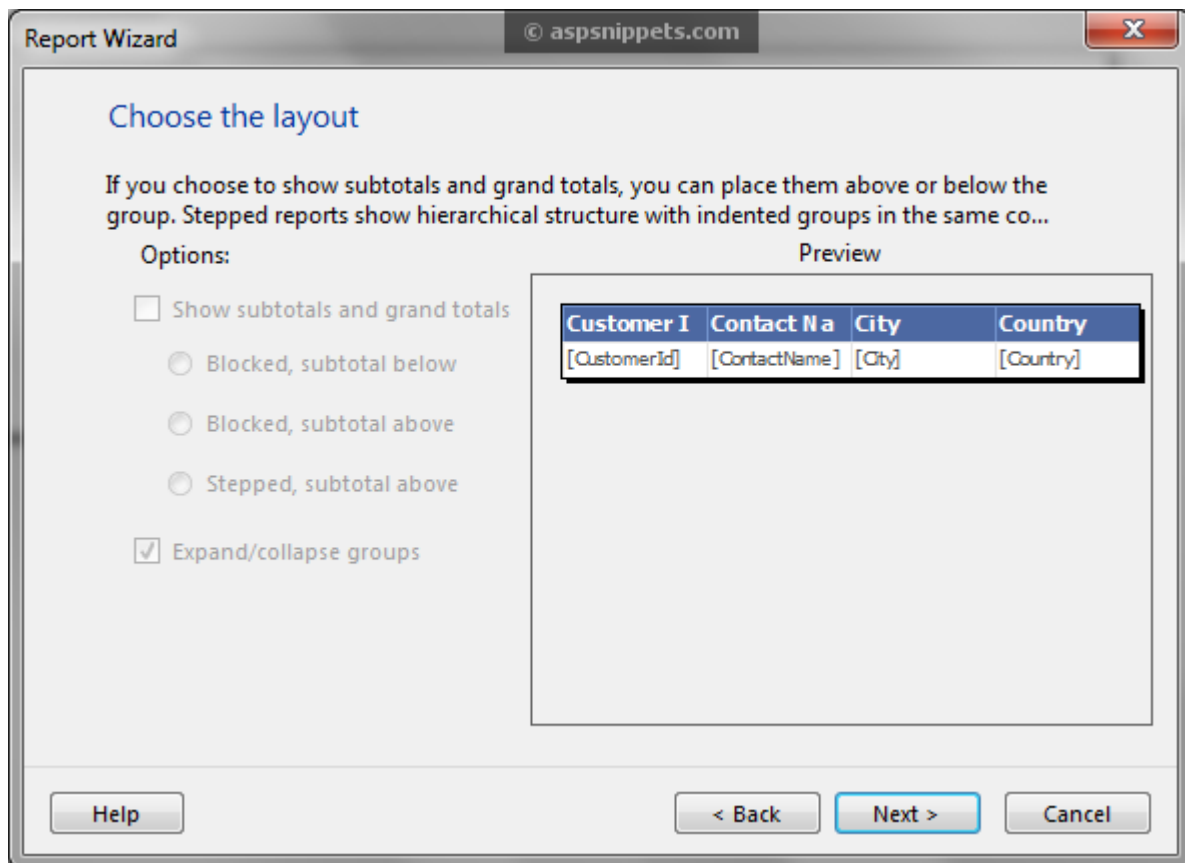 Report Wizard
© aspsnippets.com
X
Choose the layout
If you choose to show subtotals and grand totals, you can place them above or below the
group. Stepped reports show hierarchical structure with indented groups in the same co...
Options:
Preview
Show subtotals and grand totals
Blocked, subtotal below
Blocked, subtotal above
Stepped, subtotal above
Expand/collapse groups
Customer I Contact Na City Country
[CustomerId] [ContactName] [City] [Country]
Help
< Back
Next >
Cancel